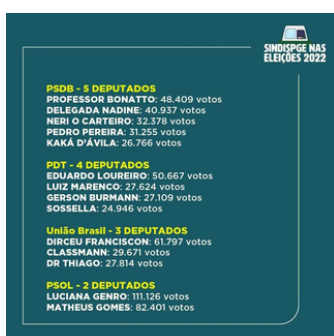 SINDISPGE NAS
ELEIÇÕES 2022
PSDB - 5 DEPUTADOS
PROFESSOR BONATTO: 48.409 votos
DELEGADA NADINE: 40.937 votos
NERI O CARTEIRO: 32.378 votos
PEDRO PEREIRA: 31.255 votos
KAKÁ D'ÁVILA: 26.766 votos
PDT - 4 DEPUTADOS
EDUARDO LOUREIRO: 50.667 votos
LUIZ MARENCO: 27.624 votos
GERSON BURMANN: 27.109 votos
SOSSELLA: 24.946 votos
União Brasil - 3 DEPUTADOS
DIRCEU FRANCISCON: 61.797 votos
CLASSMANN: 29.671 votos
DR THIAGO: 27.814 votos
PSOL - 2 DEPUTADOS
LUCIANA GENRO: 111.126 votos
MATHEUS GOMES: 82.401 votos